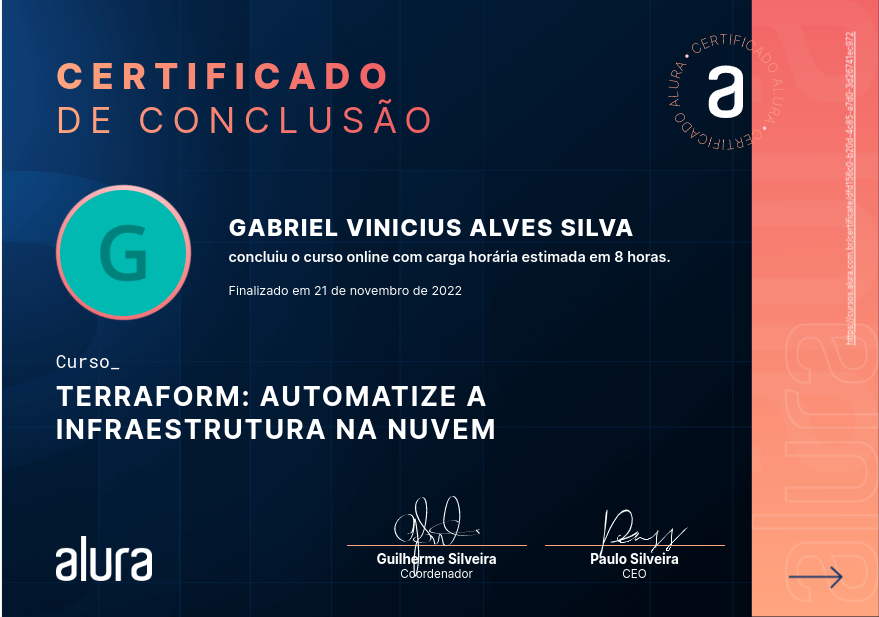 CERTIFICADO
DE CONCLUSÃO
CERTIFICADO ALURA • CERTIFICADO ALURA •
a
G
GABRIEL VINICIUS ALVES SILVA
concluiu o curso online com carga horária estimada em 8 horas.
Finalizado em 21 de novembro de 2022
Curso_
TERRAFORM: AUTOMATIZE A
INFRAESTRUTURA NA NUVEM
alura
Guilherme Silveira
Coordenador
Paulo Silveira
CEO
alura